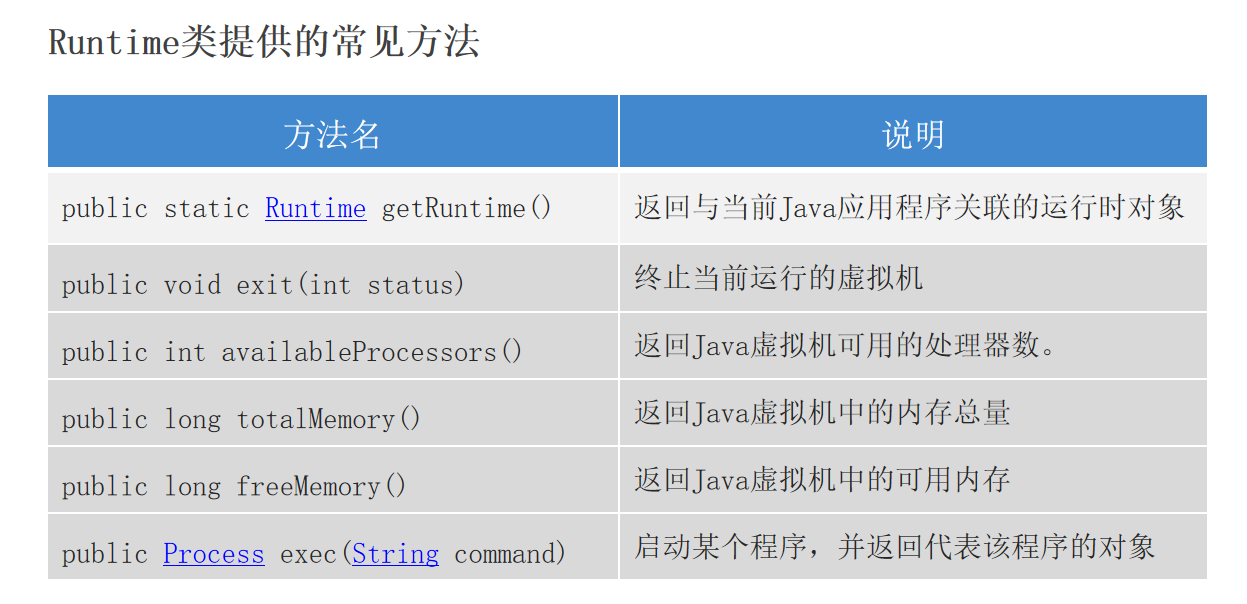 Runtime类提供的常见方法
方法名 说明
public static Runtime getRuntime() 返回与当前Java应用程序关联的运行时对象
public void exit(int status) 终止当前运行的虚拟机
public int availableProcessors() 返回Java虚拟机可用的处理器数。
public long totalMemory() 返回Java虚拟机中的内存总量
public long freeMemory() 返回Java虚拟机中的可用内存
public Process exec(String command) 启动某个程序，并返回代表该程序的对象